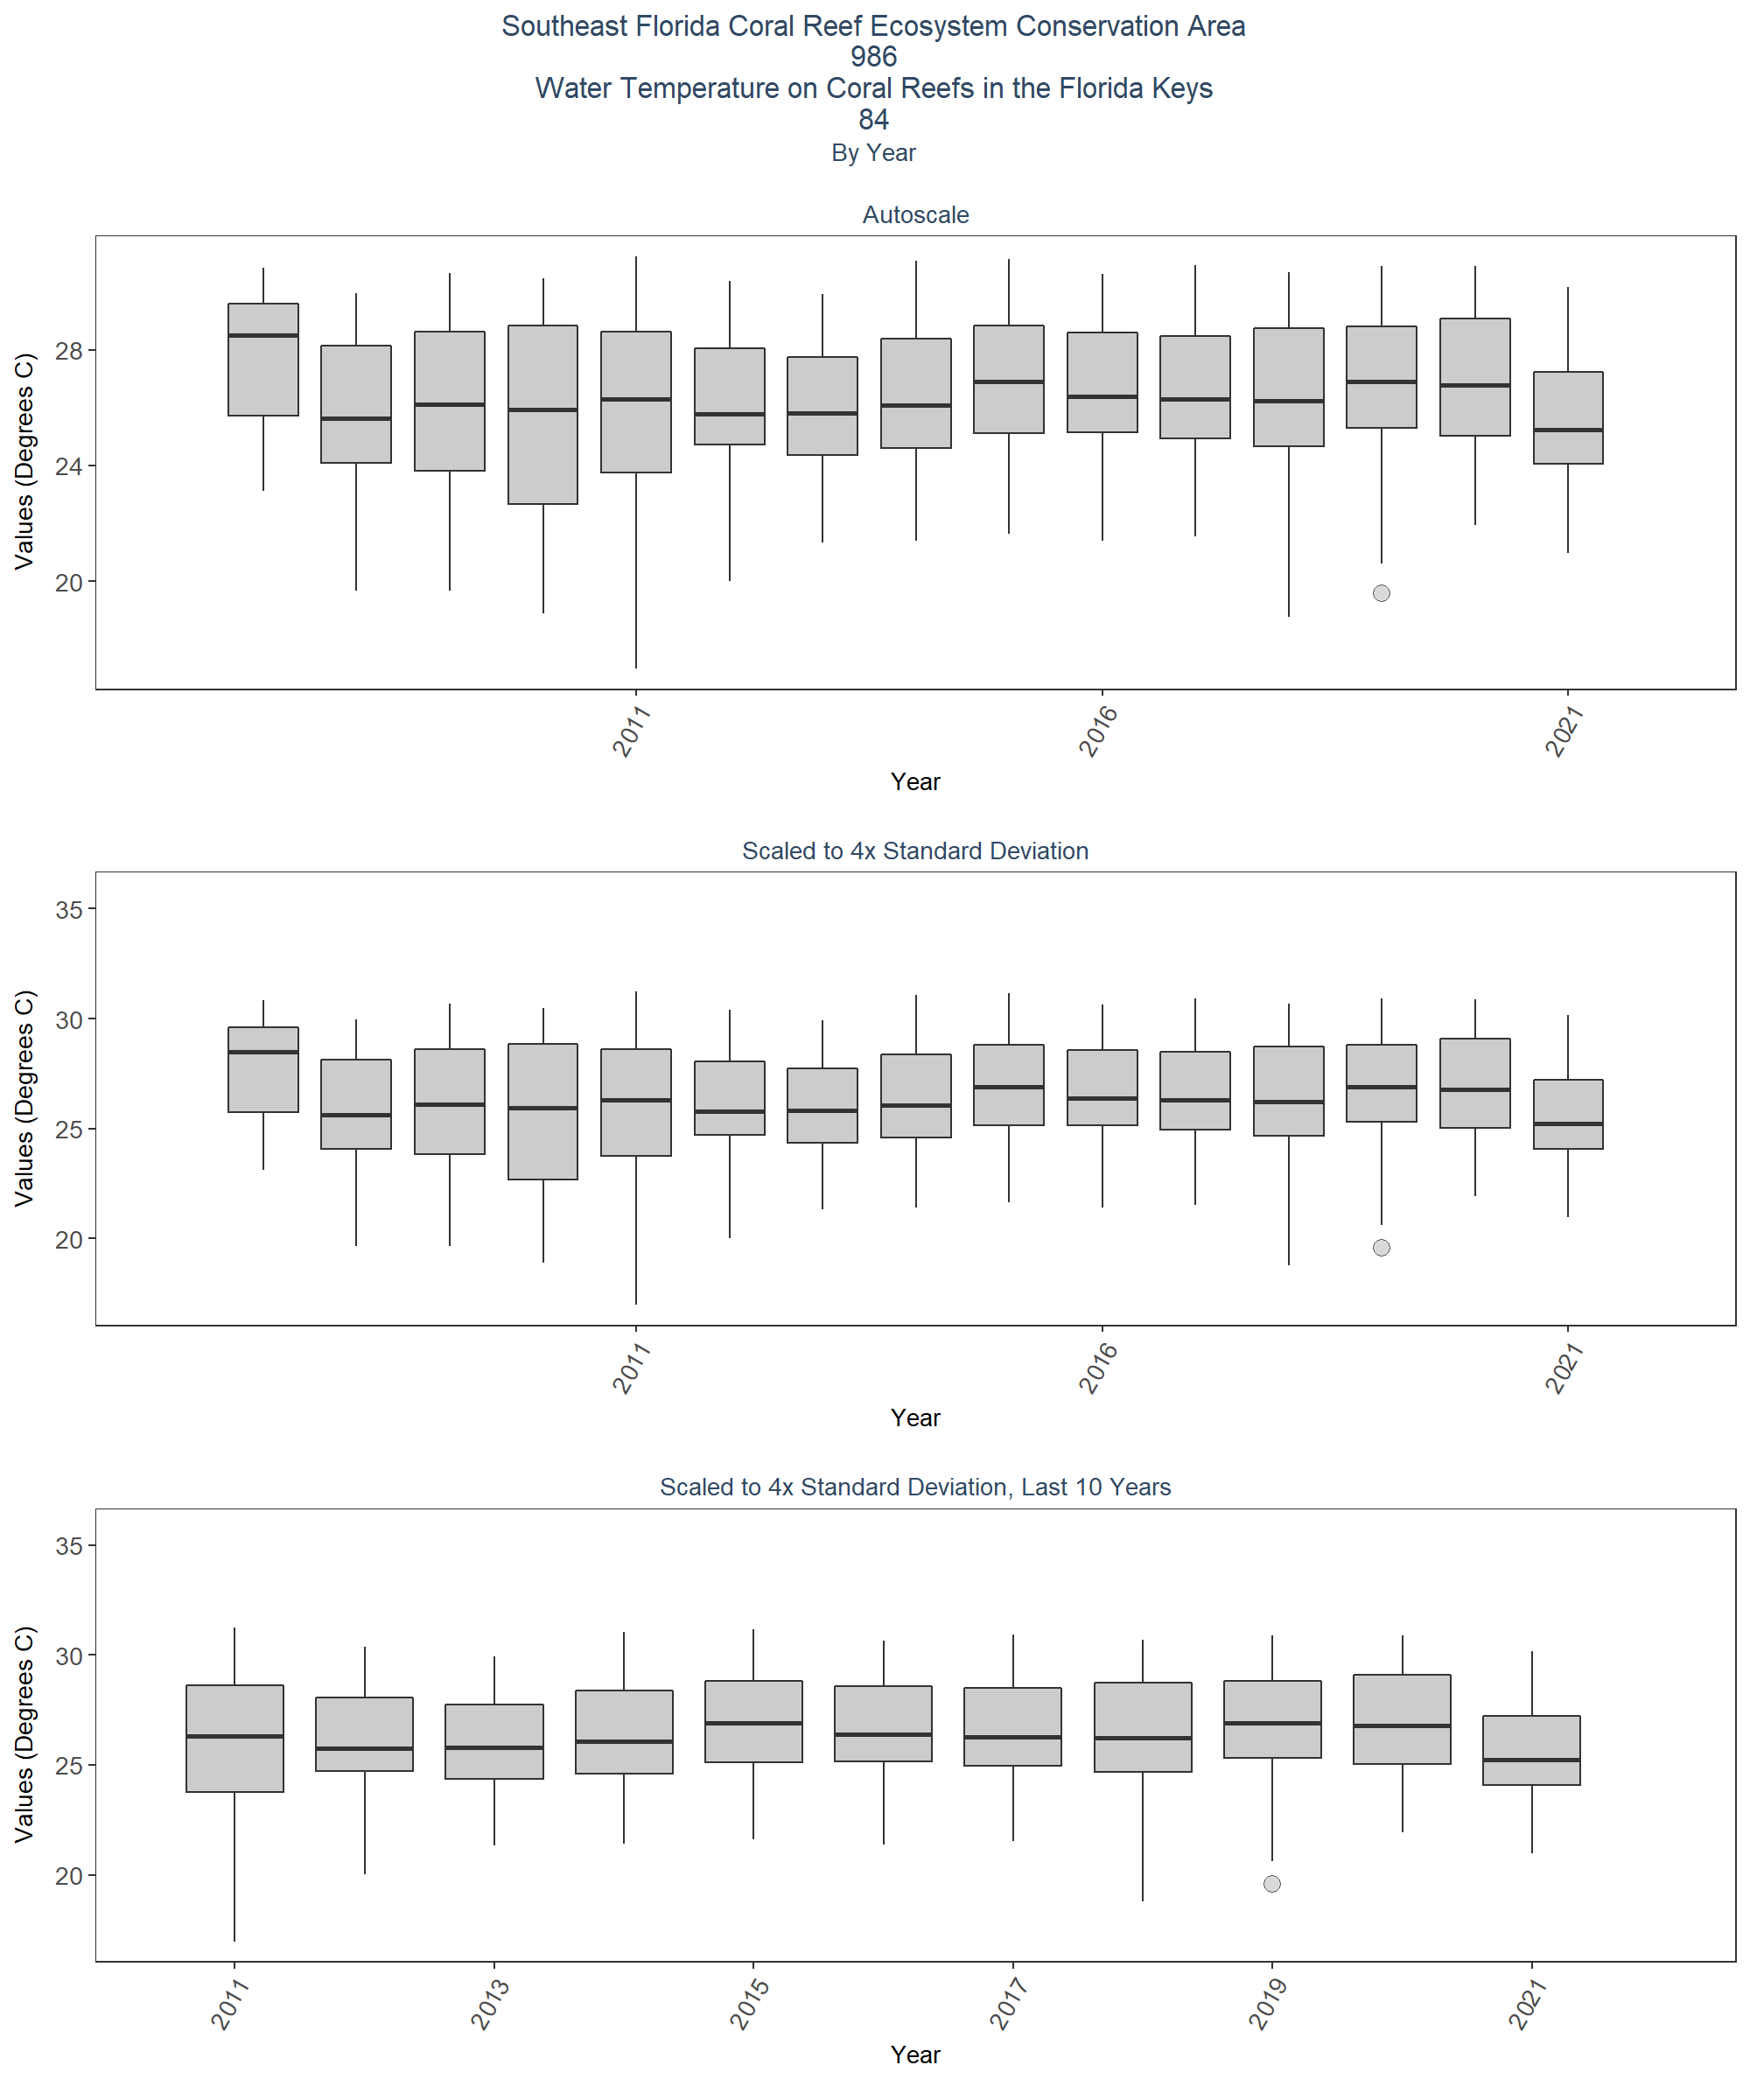 Southeast Florida Coral Reef Ecosystem Conservation Area
986
Water Temperature on Coral Reefs in the Florida Keys
84
By Year
Autoscale
Values (Degrees C)
28
24
20
2011
2016
2021
Year
Scaled to 4x Standard Deviation
Values (Degrees C)
35
30
25
20
2011
2016
2021
Year
Scaled to 4x Standard Deviation, Last 10 Years
Values (Degrees C)
35
30
25
20
2011
2013
2015
2017
2019
2021
Year